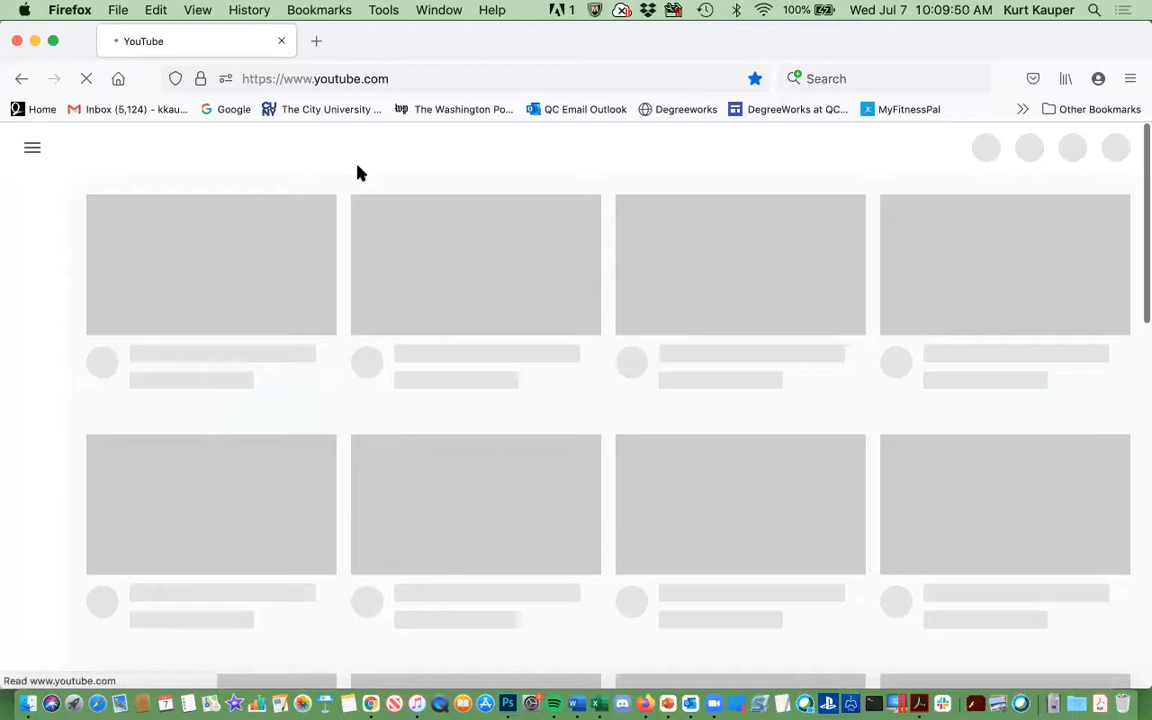 Firefox File Edit View History Bookmarks Tools Window Help 1 100% Wed Jul 7 10:09:50 AM Kurt Kauper
YouTube
https://www.youtube.com Search
Home Inbox (5,124) - kkau... Google The City University ... The Washington Po... QC Email Outlook Degreeworks DegreeWorks at QC... MyFitnessPal Other Bookmarks
Read www.youtube.com